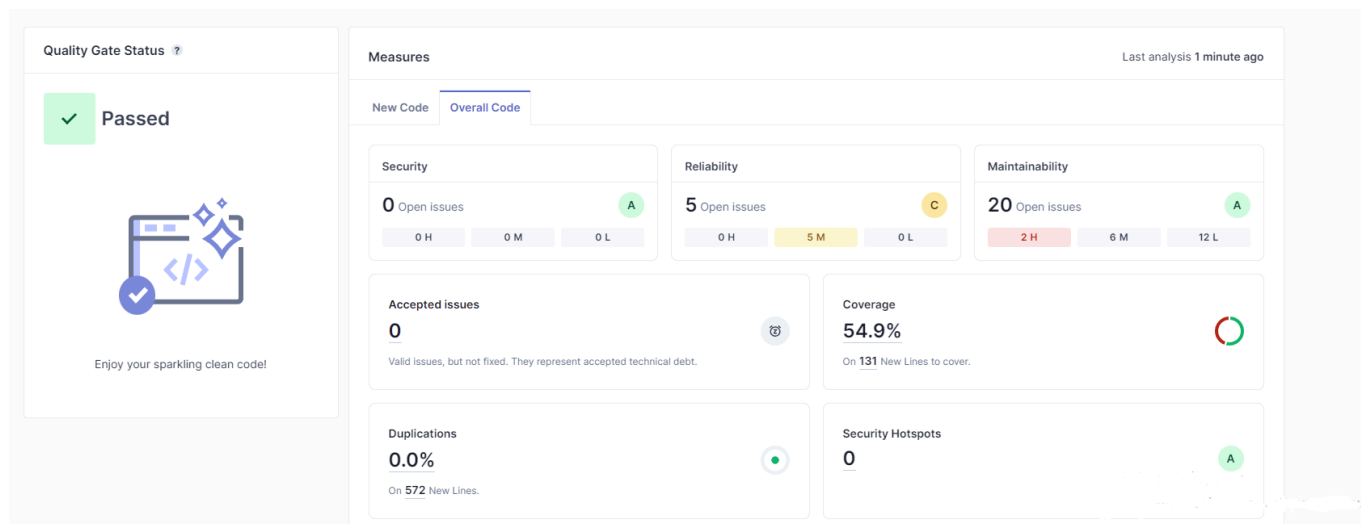 Quality Gate Status ?
Passed
Enjoy your sparkling clean code!
Measures
Last analysis 1 minute ago
New Code
Overall Code
Security
0 Open issues
A
0 H
0 M
0 L
Reliability
5 Open issues
C
0 H
5 M
0 L
Maintainability
20 Open issues
A
2 H
6 M
12 L
Accepted issues
0
Valid issues, but not fixed. They represent accepted technical debt.
Coverage
54.9%
On 131 New Lines to cover.
Duplications
0.0%
On 572 New Lines.
Security Hotspots
0
A